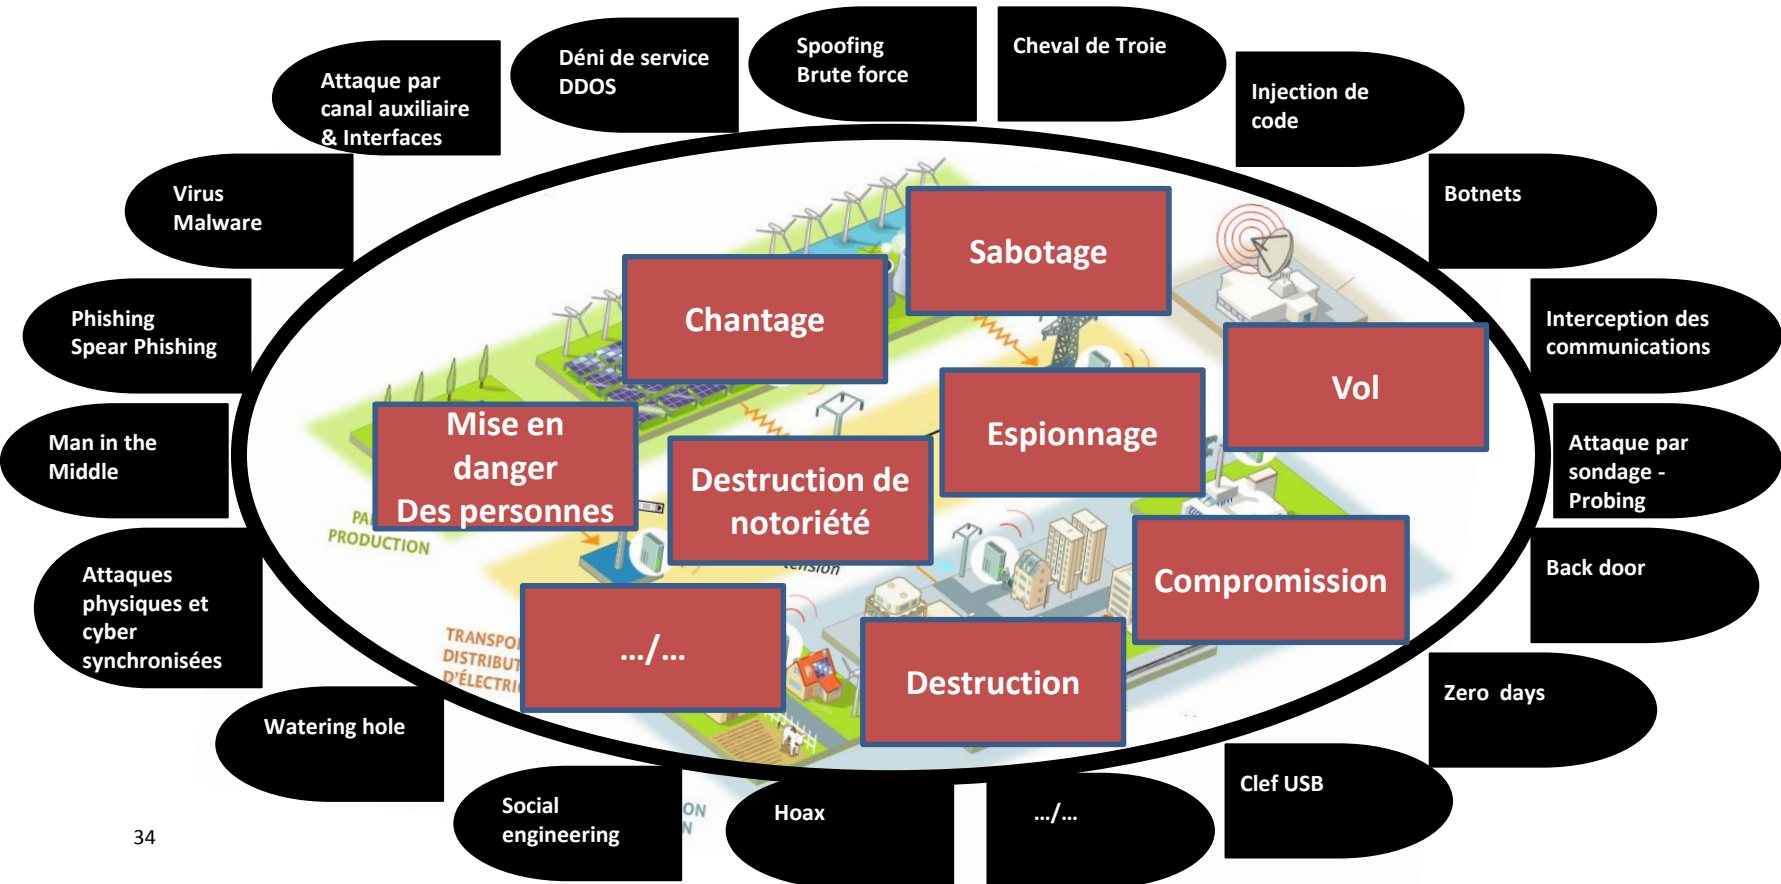 Déni de service
DDOS
Spoofing
Brute force
Cheval de Troie
Attaque par
canal auxiliaire
& Interfaces
Injection de
code
Virus
Malware
Botnets
Phishing
Spear Phishing
Interception des
communications
Man in the
Middle
Attaque par
sondage -
Probing
Attaques
physiques et
cyber
synchronisées
Back door
Watering hole
Zero  days
Social
engineering
Hoax
…/…
Clef USB
Sabotage
Chantage
Vol
Mise en
danger
Des personnes
Espionnage
Destruction de
notoriété
Compromission
…/…
Destruction
PRODUCTION
D'ÉLECTRI
34